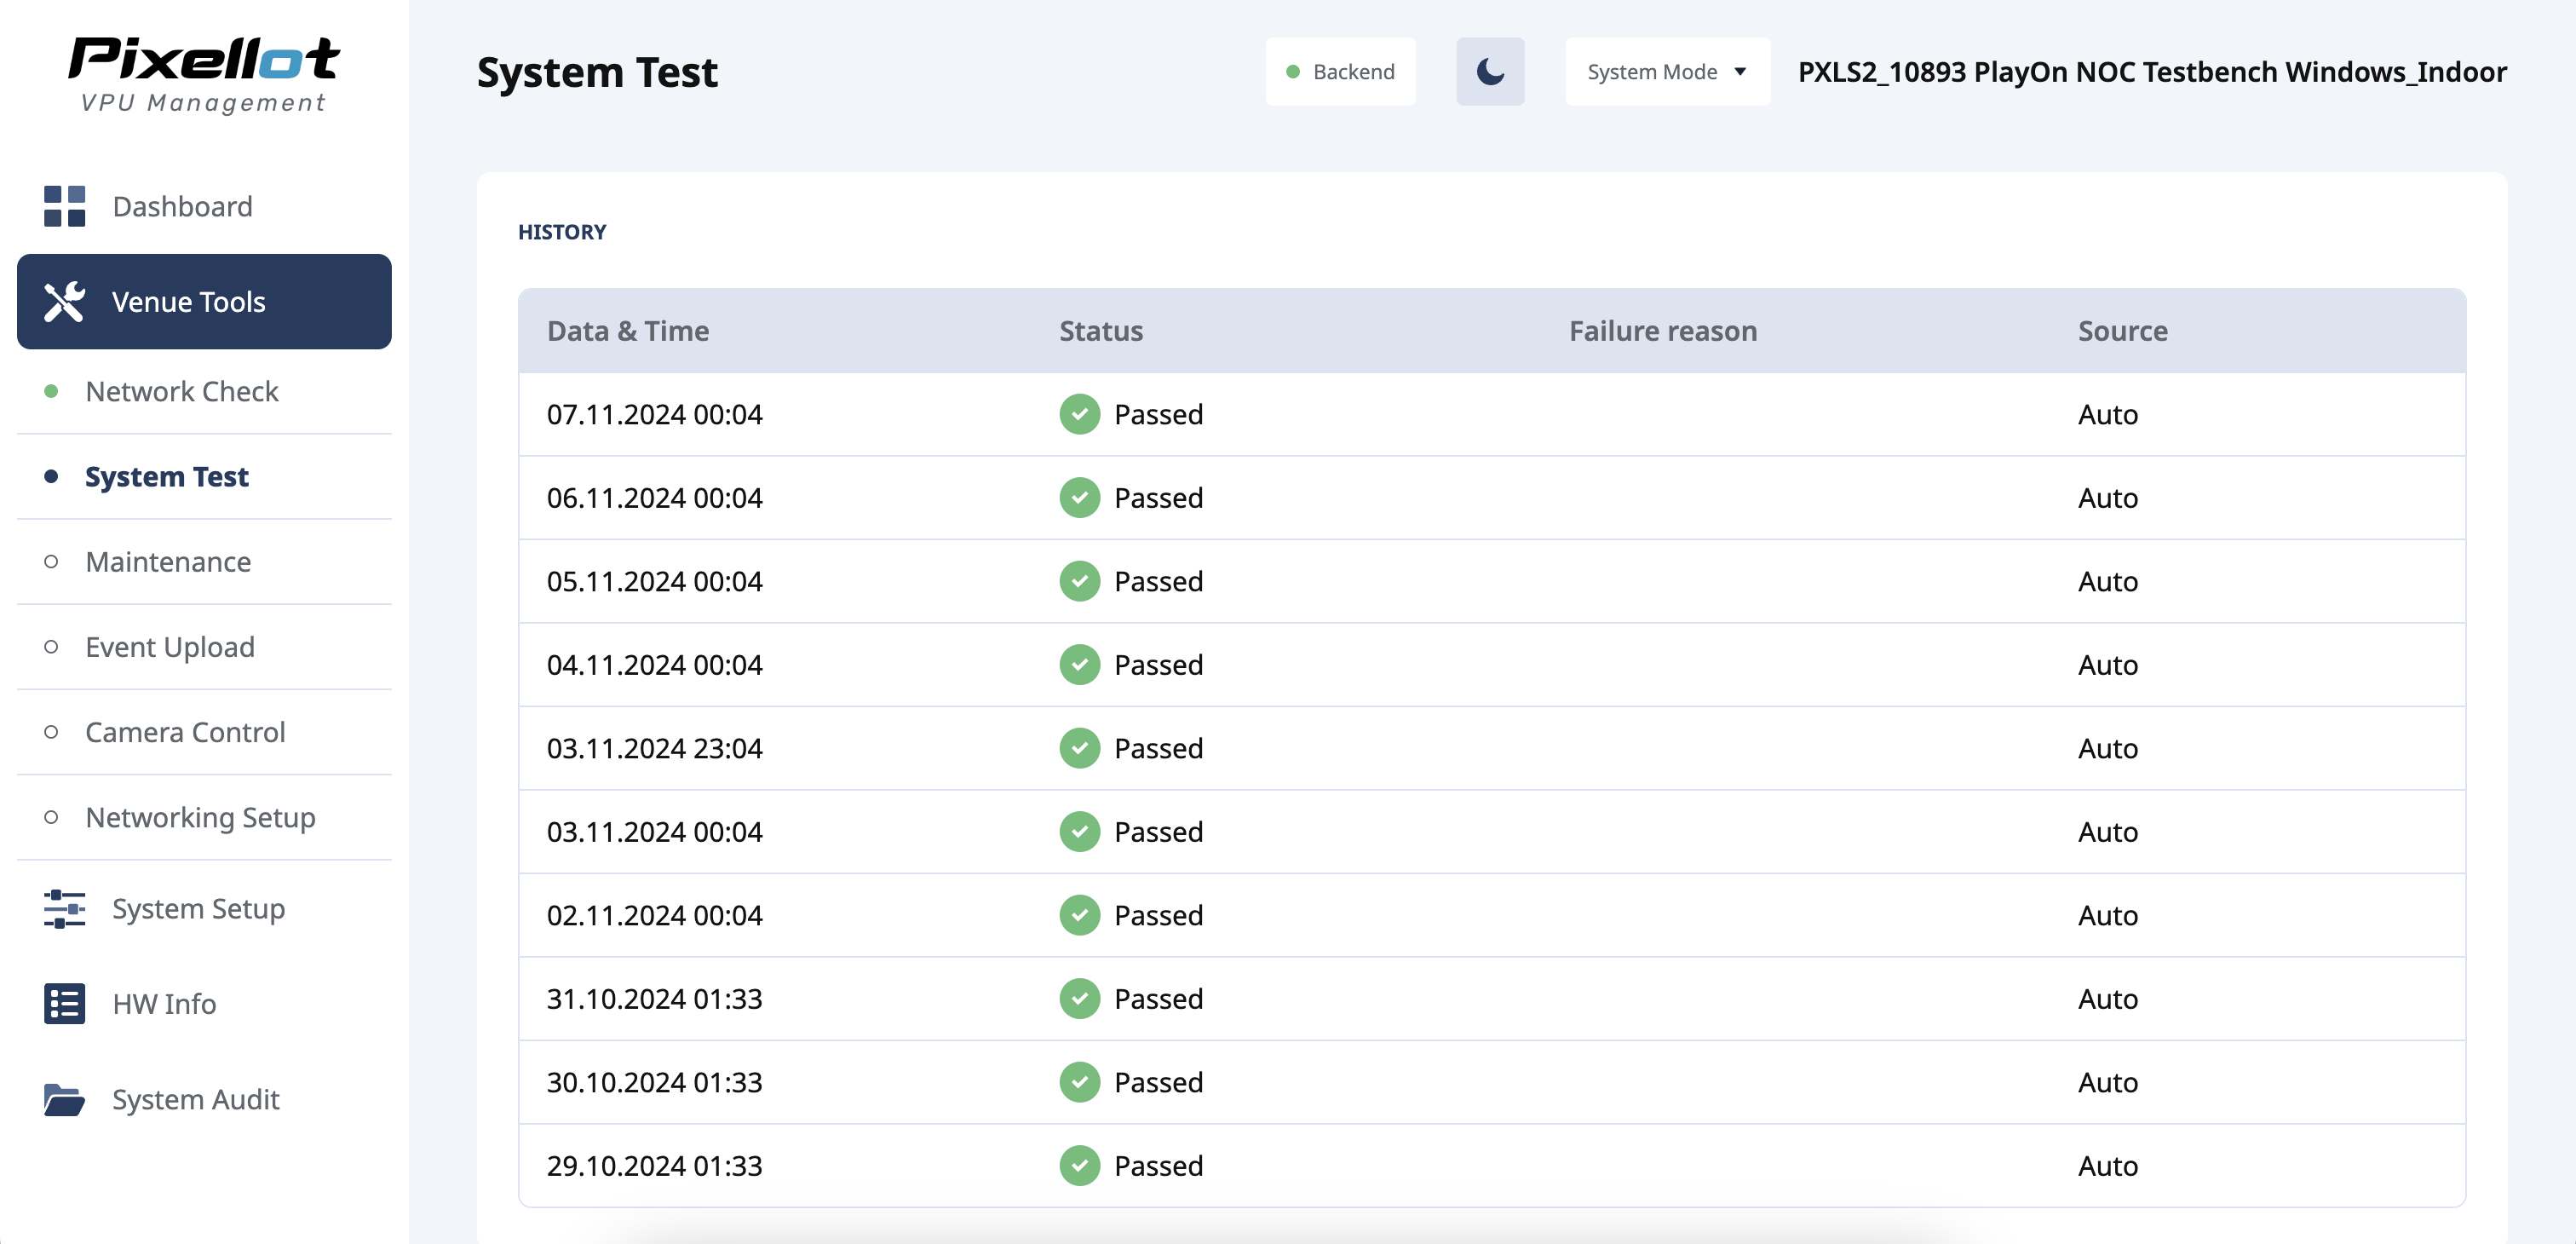 Pixellot
VPU Management
Dashboard
Venue Tools
Network Check
System Test
Maintenance
Event Upload
Camera Control
Networking Setup
System Setup
HW Info
System Audit
System Test
Backend
System Mode
PXLS2_10893 PlayOn NOC Testbench Windows_Indoor
HISTORY
Data & Time Status Failure reason Source
07.11.2024 00:04 Passed Auto
06.11.2024 00:04 Passed Auto
05.11.2024 00:04 Passed Auto
04.11.2024 00:04 Passed Auto
03.11.2024 23:04 Passed Auto
03.11.2024 00:04 Passed Auto
02.11.2024 00:04 Passed Auto
31.10.2024 01:33 Passed Auto
30.10.2024 01:33 Passed Auto
29.10.2024 01:33 Passed Auto